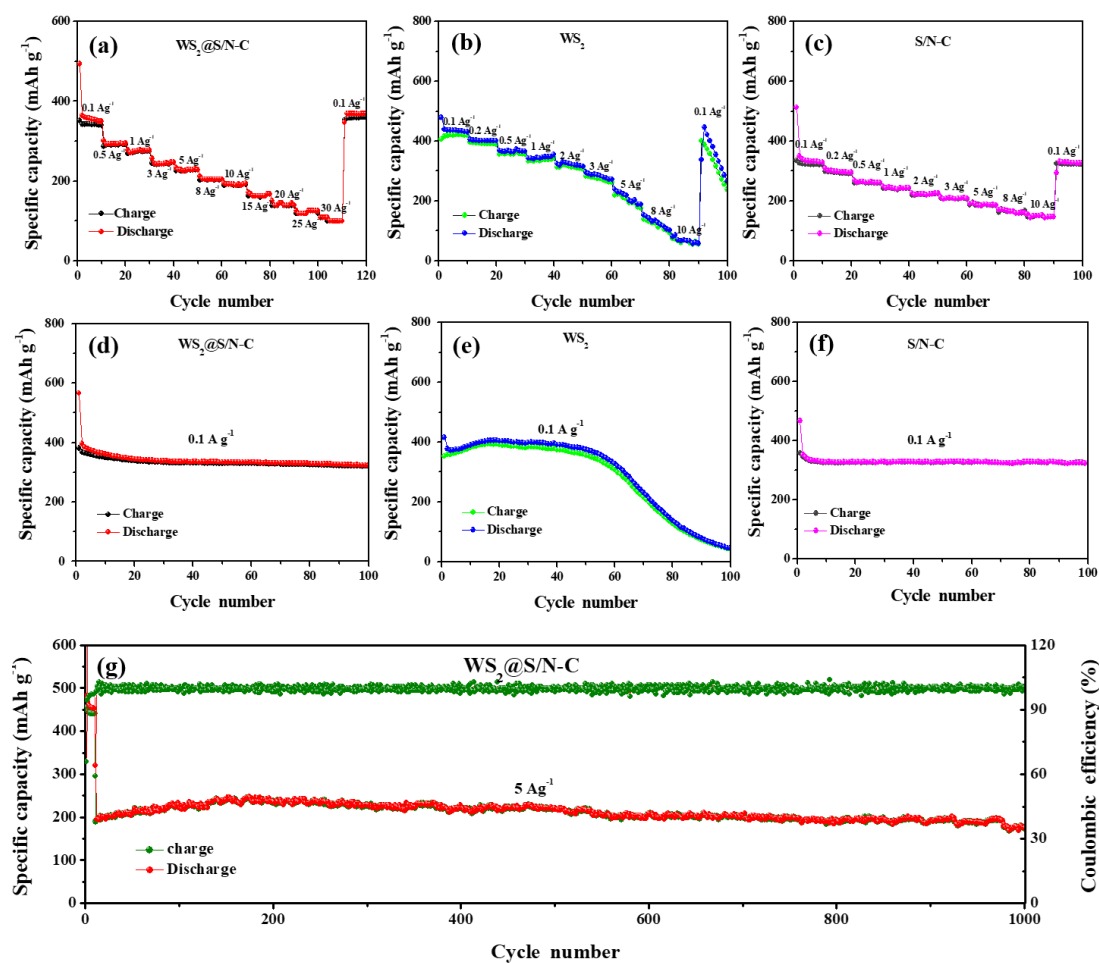 (a) WS2@S/N-C
Specific capacity (mAh g-1)
600
400
200
0
0.1 Ag-1
0.5 Ag-1
1 Ag-1
3 Ag-1
5 Ag-1
8 Ag-1
10 Ag-1
15 Ag-1
20 Ag-1
25 Ag-1
30 Ag-1
0.1 Ag-1
Charge
Discharge
0 20 40 60 80 100 120
Cycle number
(b) WS2
Specific capacity (mAh g-1)
800
600
400
200
0
0.1 Ag-1
0.2 Ag-1
0.5 Ag-1
1 Ag-1
2 Ag-1
3 Ag-1
5 Ag-1
8 Ag-1
10 Ag-1
0.1 Ag-1
Charge
Discharge
0 20 40 60 80 100
Cycle number
(c) S/N-C
Specific capacity (mAh g-1)
800
600
400
200
0
0.1 Ag-1
0.2 Ag-1
0.5 Ag-1
1 Ag-1
2 Ag-1
3 Ag-1
5 Ag-1
8 Ag-1
10 Ag-1
0.1 Ag-1
Charge
Discharge
0 20 40 60 80 100
Cycle number
(d) WS2@S/N-C
Specific capacity (mAh g-1)
800
600
400
200
0
0.1 A g-1
Charge
Discharge
0 20 40 60 80 100
Cycle number
(e) WS2
Specific capacity (mAh g-1)
800
600
400
200
0
0.1 A g-1
Charge
Discharge
0 20 40 60 80 100
Cycle number
(f) S/N-C
Specific capacity (mAh g-1)
800
600
400
200
0
0.1 A g-1
Charge
Discharge
0 20 40 60 80 100
Cycle number
(g) WS2@S/N-C
Specific capacity (mAh g-1)
600
500
400
300
200
100
0
5 Ag-1
charge
Discharge
120
90
60
30
0
Coulombic efficiency (%)
0 200 400 600 800 1000
Cycle number